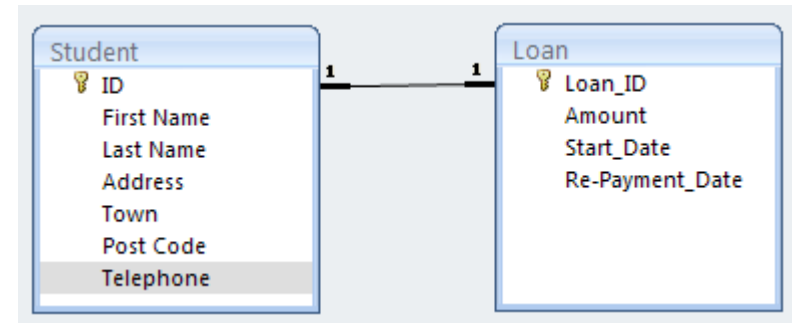 Student
ID
First Name
Last Name
Address
Town
Post Code
Telephone
1
1
Loan
Loan_ID
Amount
Start_Date
Re-Payment_Date